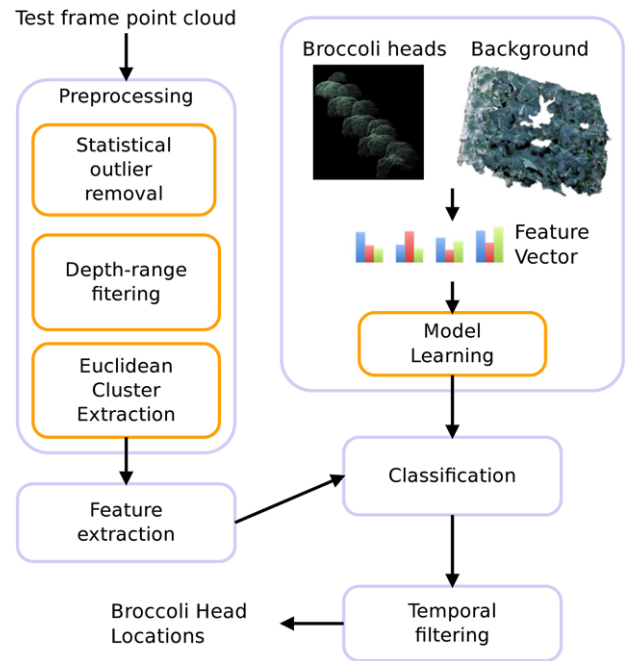 Test frame point cloud
Preprocessing
Statistical
outlier
removal
Depth-range
fitering
Euclidean
Cluster
Extraction
Feature
extraction
Broccoli heads
Background
Feature
Vector
Model
Learning
Classification
Temporal
filtering
Broccoli Head
Locations